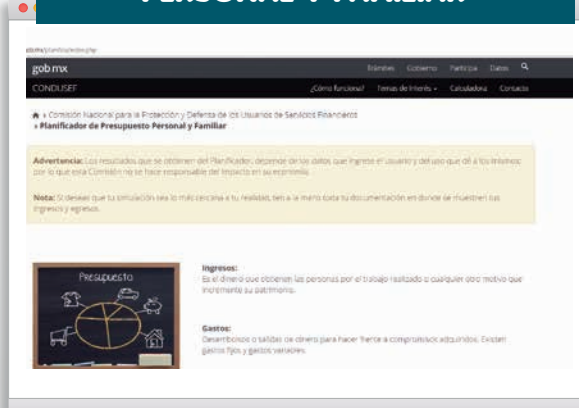 PERSONAL Y FAMILIAR
gob mx
Trámites Gobierno Participa Datos
CONDUSEF
¿Cómo funciona? Temas de Interés Calculadora Contacto
Comisión Nacional para la Protección y Defensa de los Usuarios de Servicios Financieros
Planificador de Presupuesto Personal y Familiar
Advertencia: Los resultados que se obtienen del Planificador, depende de los datos que ingrese el usuario y del uso que dé a los mismos;
por lo que esta Comisión no se hace responsable del impacto en su economía.
Nota: Si deseas que tu simulación sea lo más cercana a tu realidad, ten a la mano toda tu documentación en donde se muestren tus
ingresos y egresos.
Presupuesto
Ingresos:
Es el dinero que obtienen las personas por el trabajo realizado o cualquier otro motivo que
incremente su patrimonio.
Gastos:
Desembolsos o salidas de dinero para hacer frente a compromisos adquiridos. Existen
gastos fijos y gastos variables.